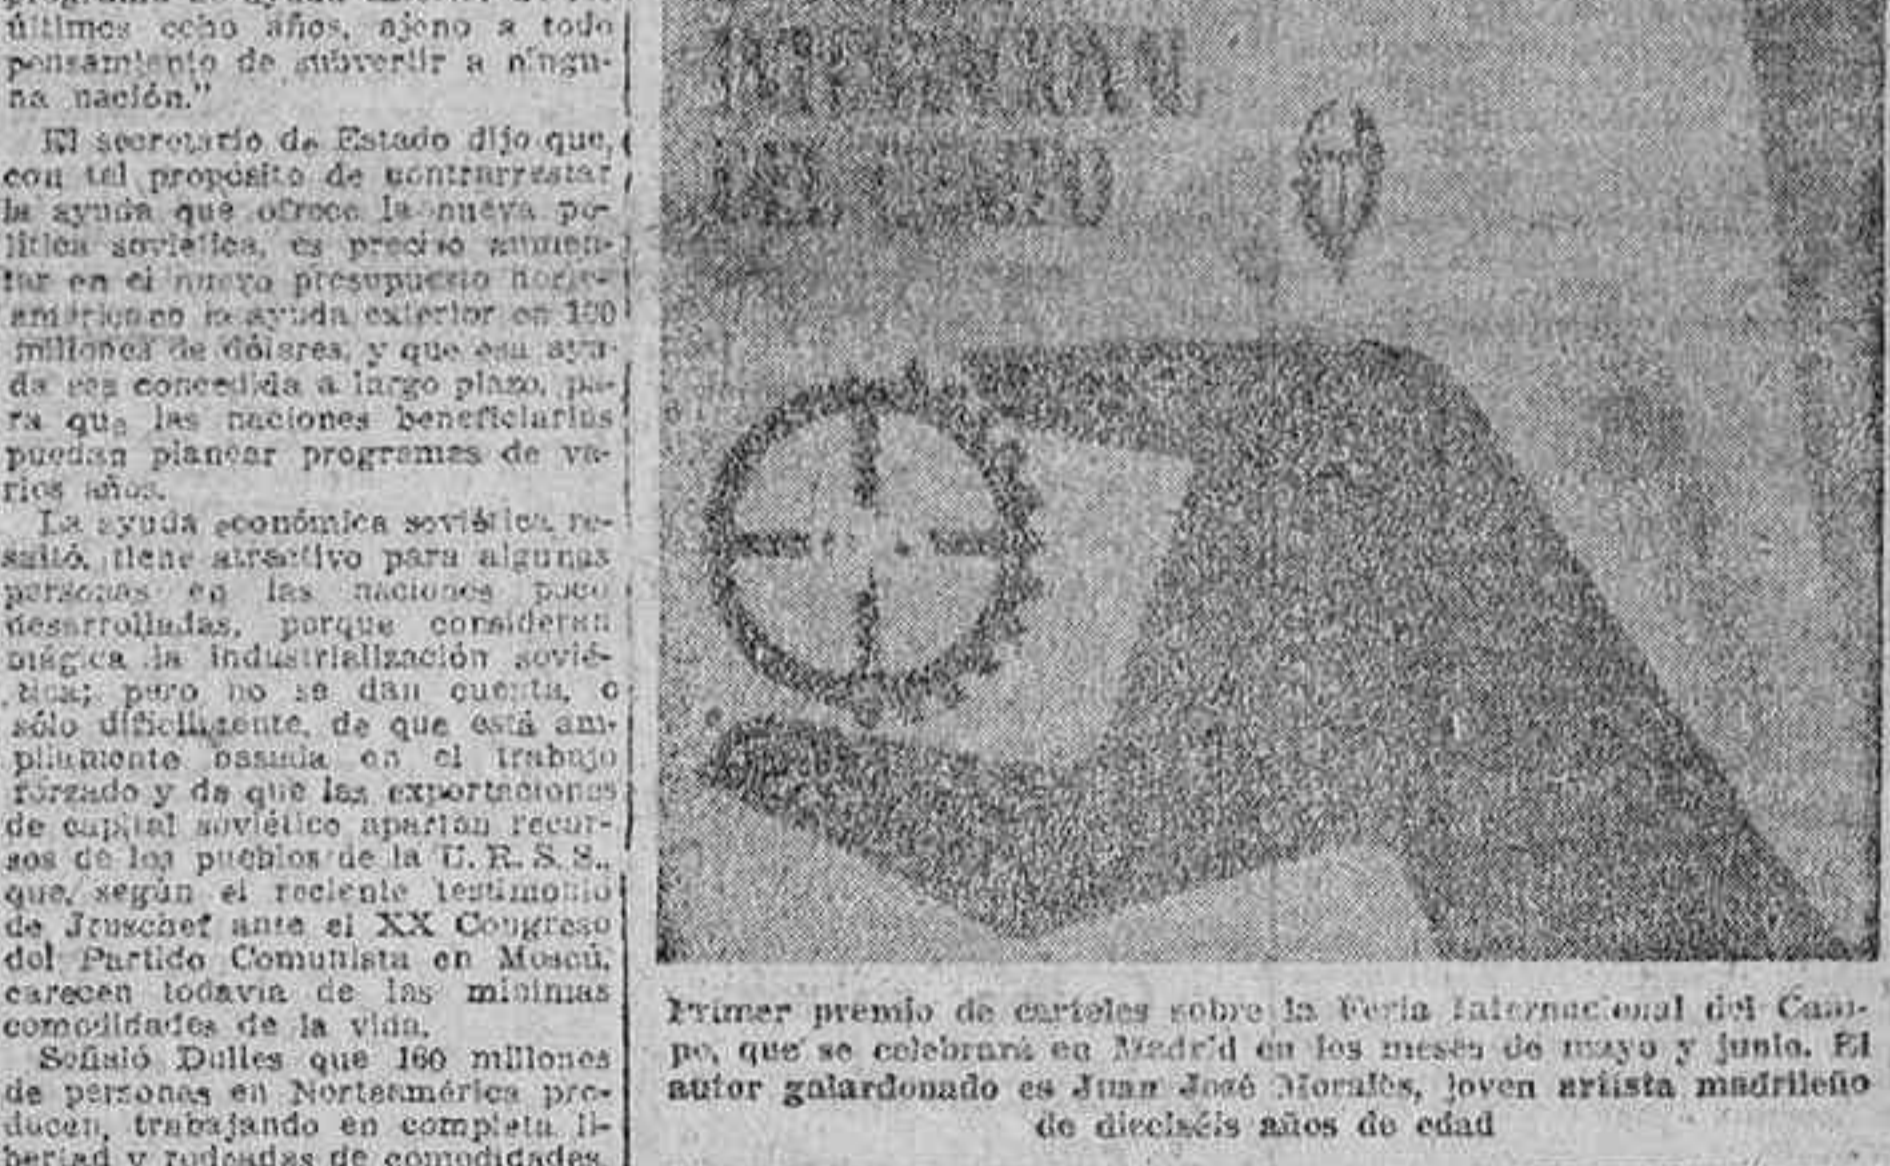 últimos ocho años, ajeno a todo
pensamiento de subvertir a ningu-
na nación."
El secretario de Estado dijo que,
con tal propósito de contrarrestar
la ayuda que ofrece la nueva po-
lítica soviética, es preciso aumen-
tar en el nuevo presupuesto norte-
americano la ayuda exterior en 100
millones de dólares, y que esa ayu-
da sea concedida a largo plazo, pa-
ra que las naciones beneficiarias
puedan planear programas de va-
rios años.
La ayuda económica soviética, re-
saltó, tiene atractivo para algunas
personas en las naciones poco
desarrolladas, porque consideran
mágica la industrialización sovié-
tica; pero no se dan cuenta, o
sólo difícilmente, de que está am-
pliamente basada en el trabajo
forzado y de que las exportaciones
de capital soviético apartan recur-
sos de los pueblos de la U. R. S. S.,
que, según el reciente testimonio
de Jruschef ante el XX Congreso
del Partido Comunista en Moscú,
carecen todavía de las mínimas
comodidades de la vida.
Señaló Dulles que 160 millones
de personas en Norteamérica pro-
ducen, trabajando en completa li-
bertad y rodeadas de comodidades,
Primer premio de carteles sobre la Feria Internacional del Cam-
po, que se celebrará en Madrid en los meses de mayo y junio. El
autor galardonado es Juan José Morales, joven artista madrileño
de dieciséis años de edad